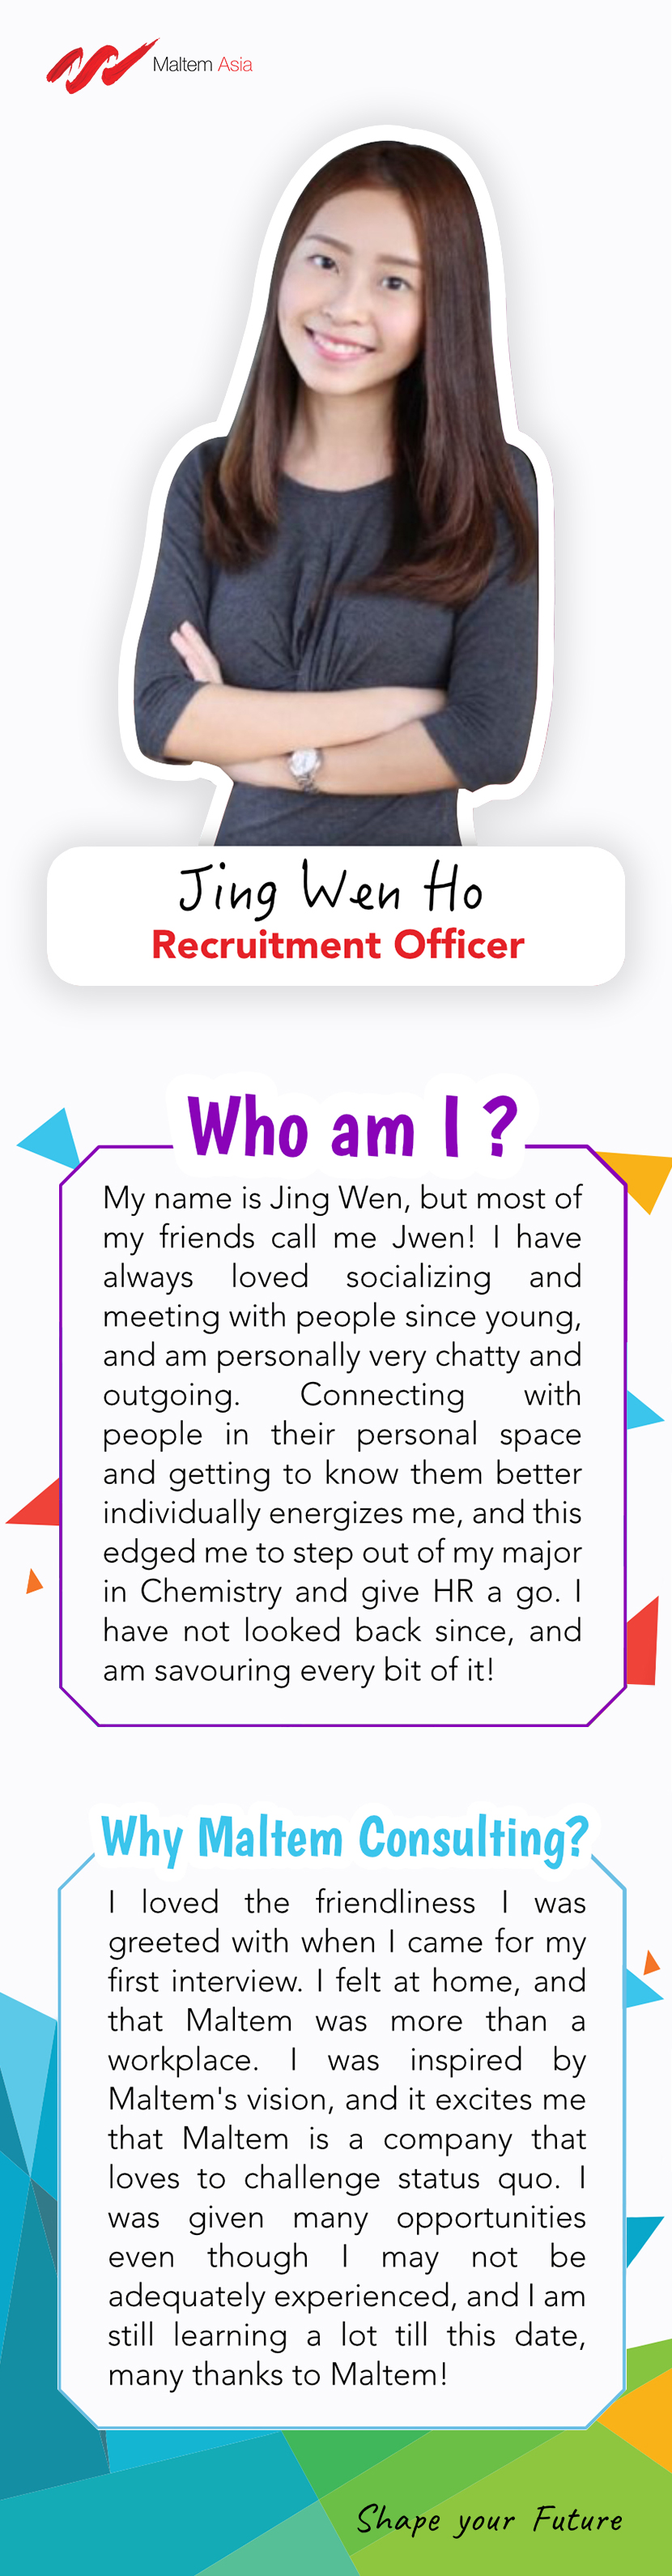 Maltem Asia
Jing Wen Ho
Recruitment Officer
Who am I ?
My name is Jing Wen, but most of
my friends call me Jwen! I have
always loved socializing and
meeting with people since young,
and am personally very chatty and
outgoing. Connecting with
people in their personal space
and getting to know them better
individually energizes me, and this
edged me to step out of my major
in Chemistry and give HR a go. I
have not looked back since, and
am savouring every bit of it!
Why Maltem Consulting?
I loved the friendliness I was
greeted with when I came for my
first interview. I felt at home, and
that Maltem was more than a
workplace. I was inspired by
Maltem's vision, and it excites me
that Maltem is a company that
loves to challenge status quo. I
was given many opportunities
even though I may not be
adequately experienced, and I am
still learning a lot till this date,
many thanks to Maltem!
Shape your Future